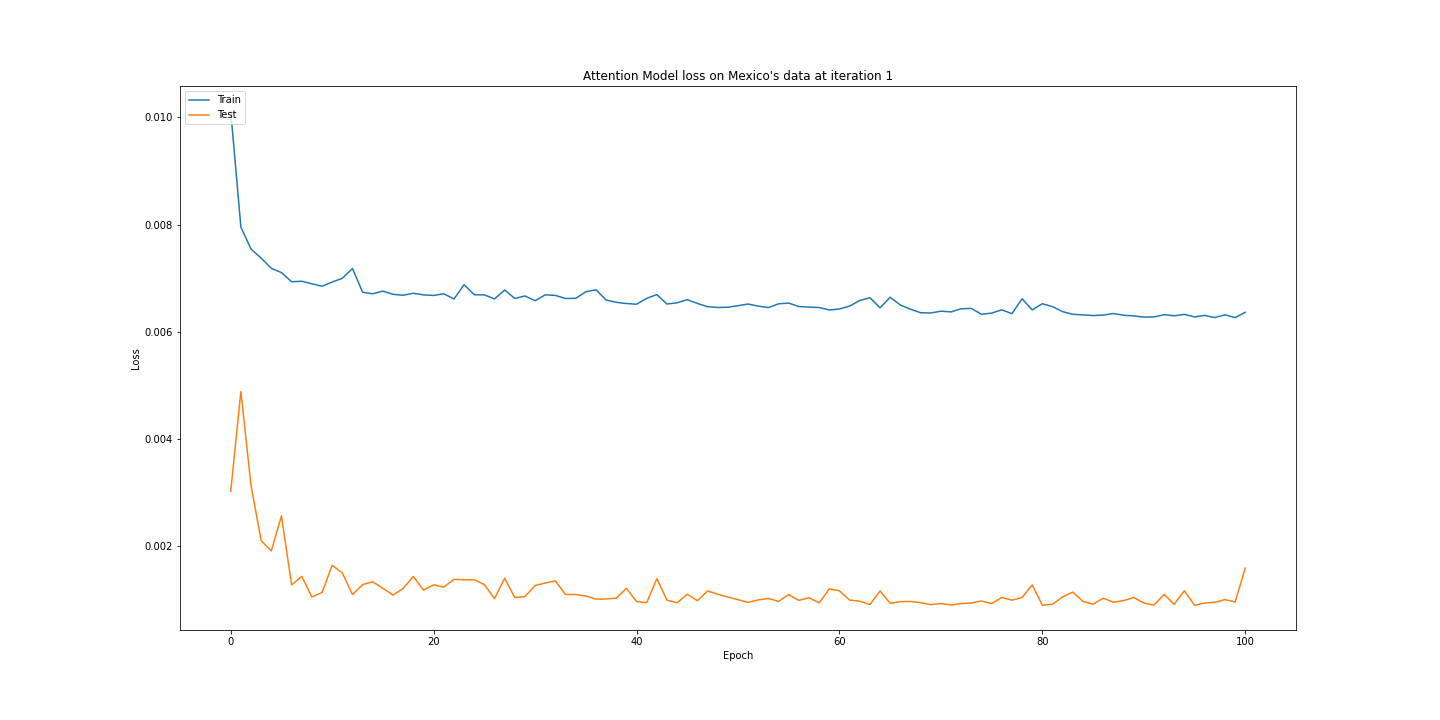 Attention Model loss on Mexico's data at iteration 1
Train
Test
0.010
0.008
0.006
0.004
0.002
Loss
0 20 40 60 80 100
Epoch